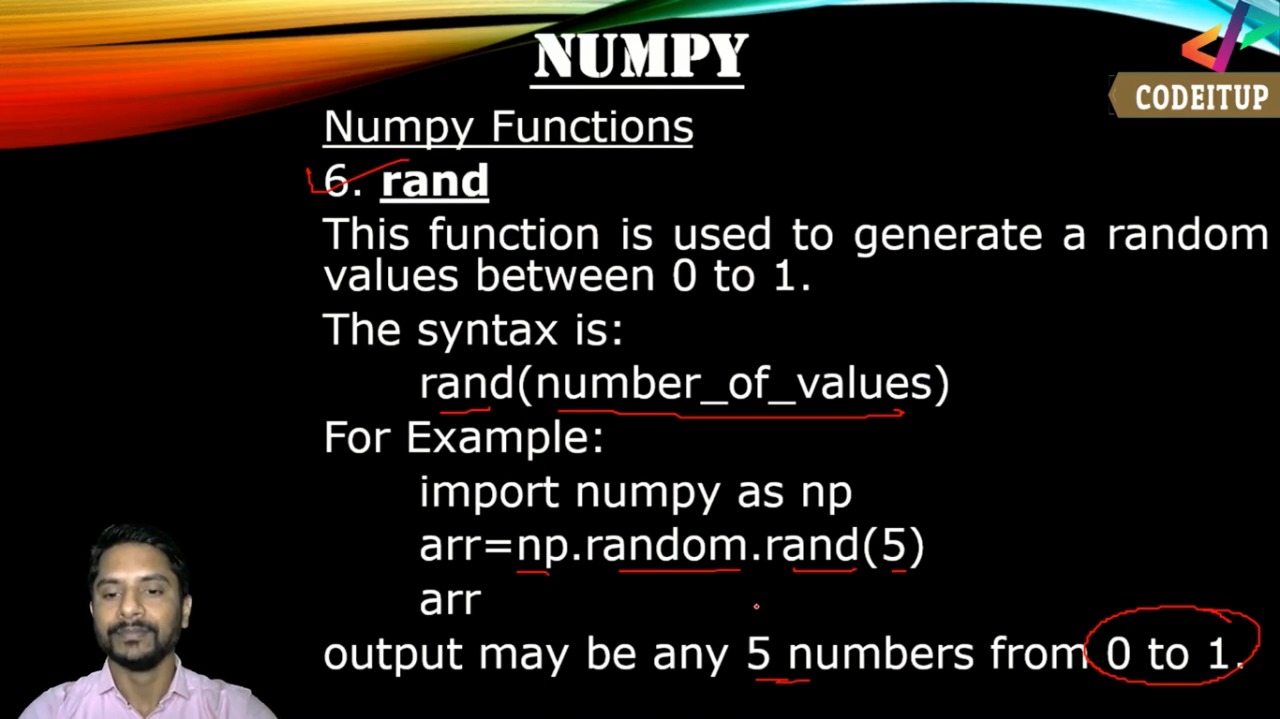 NUMPY
CODEITUP
Numpy Functions
6. rand
This function is used to generate a random
values between 0 to 1.
The syntax is:
rand(number_of_values)
For Example:
import numpy as np
arr=np.random.rand(5)
arr
output may be any 5 numbers from 0 to 1.